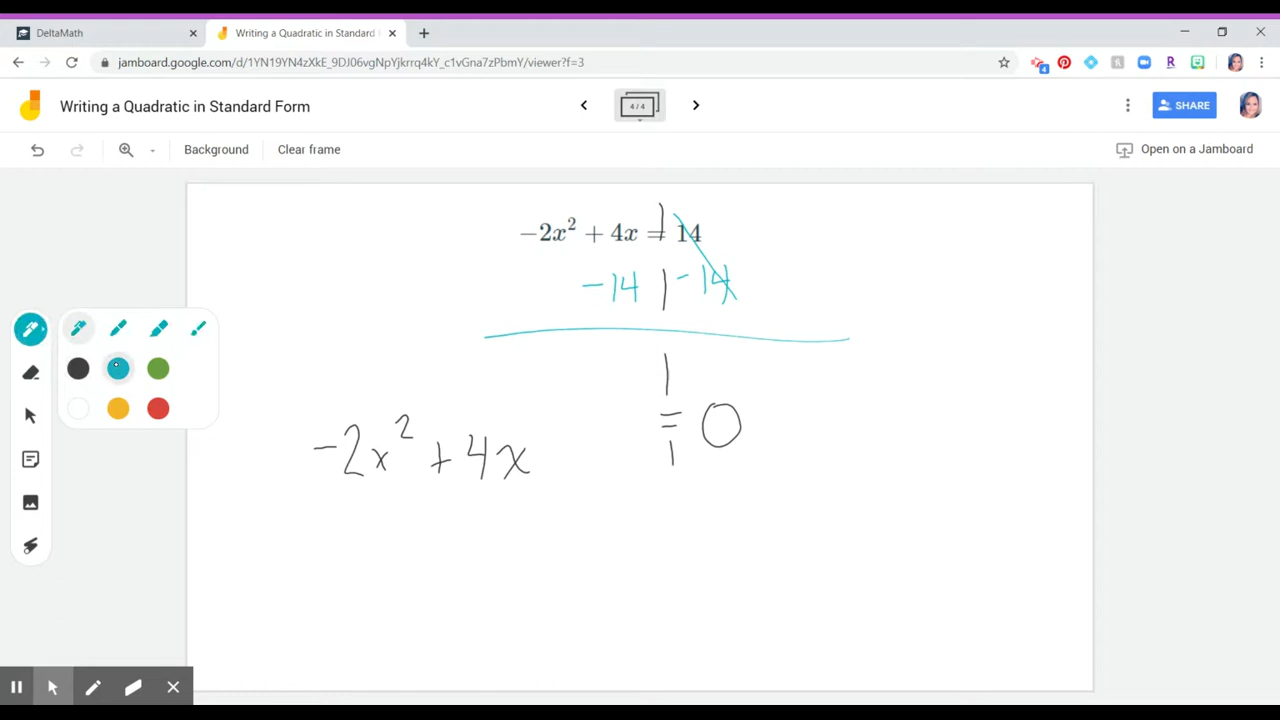 DeltaMath
Writing a Quadratic in Standard
jamboard.google.com/d/1YN19YN4zXkE_9DJ06vgNpYjkrrq4kY_c1vGna7zPbmY/viewer?f=3
4
Writing a Quadratic in Standard Form
4 / 4
SHARE
Background
Clear frame
Open on a Jamboard
−2x² + 4x = 14
−14 | −14
−2x² + 4x = 0